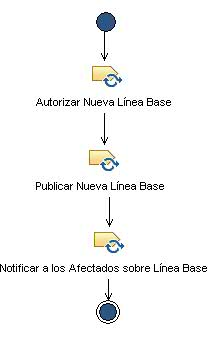 Autorizar Nueva Línea Base
Publicar Nueva Línea Base
Notificar a los Afectados sobre Línea Base